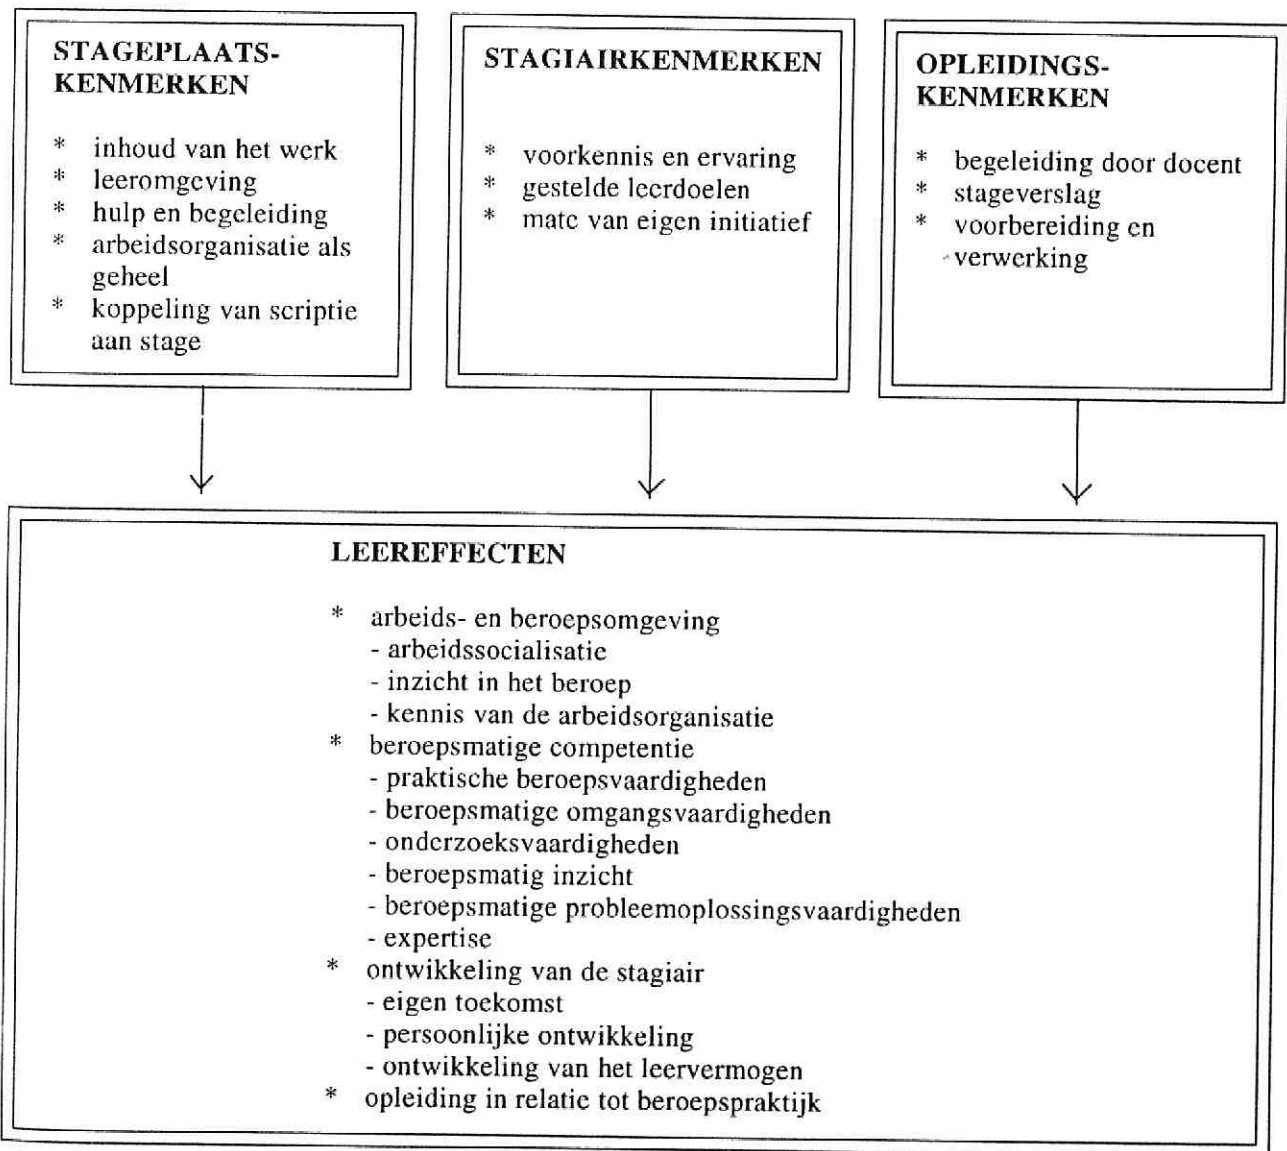 STAGEPLAATS-
KENMERKEN
* inhoud van het werk
* leeromgeving
* hulp en begeleiding
* arbeidsorganisatie als
geheel
* koppeling van scriptie
aan stage
STAGIAIRKENMERKEN
* voorkennis en ervaring
* gestelde leerdoelen
* mate van eigen initiatief
OPLEIDINGS-
KENMERKEN
* begeleiding door docent
* stageverslag
* voorbereiding en
verwerking
LEEREFFECTEN
* arbeids- en beroepsomgeving
- arbeidssocialisatie
- inzicht in het beroep
- kennis van de arbeidsorganisatie
* beroepsmatige competentie
- praktische beroepsvaardigheden
- beroepsmatige omgangsvaardigheden
- onderzoeksvaardigheden
- beroepsmatig inzicht
- beroepsmatige probleemoplossingsvaardigheden
- expertise
* ontwikkeling van de stagiair
- eigen toekomst
- persoonlijke ontwikkeling
- ontwikkeling van het leervermogen
* opleiding in relatie tot beroepspraktijk